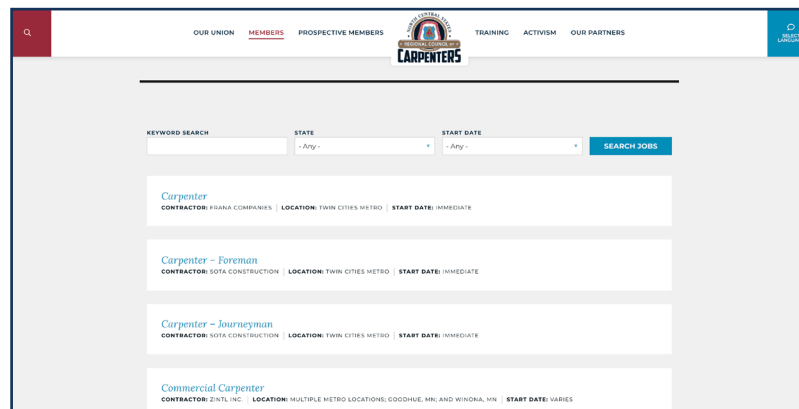 OUR UNION MEMBERS PROSPECTIVE MEMBERS TRAINING ACTIVISM OUR PARTNERS
NORTH CENTRAL STATES
REGIONAL COUNCIL OF
CARPENTERS
SELECT
KEYWORD SEARCH STATE START DATE
- Any - - Any - SEARCH JOBS
Carpenter
CONTRACTOR: FRANA COMPANIES | LOCATION: TWIN CITIES METRO | START DATE: IMMEDIATE
Carpenter – Foreman
CONTRACTOR: SOTA CONSTRUCTION | LOCATION: TWIN CITIES METRO | START DATE: IMMEDIATE
Carpenter – Journeyman
CONTRACTOR: SOTA CONSTRUCTION | LOCATION: TWIN CITIES METRO | START DATE: IMMEDIATE
Commercial Carpenter
CONTRACTOR: ZINTL INC. | LOCATION: MULTIPLE METRO LOCATIONS; GOODHUE, MN; AND WINONA, MN | START DATE: VARIES